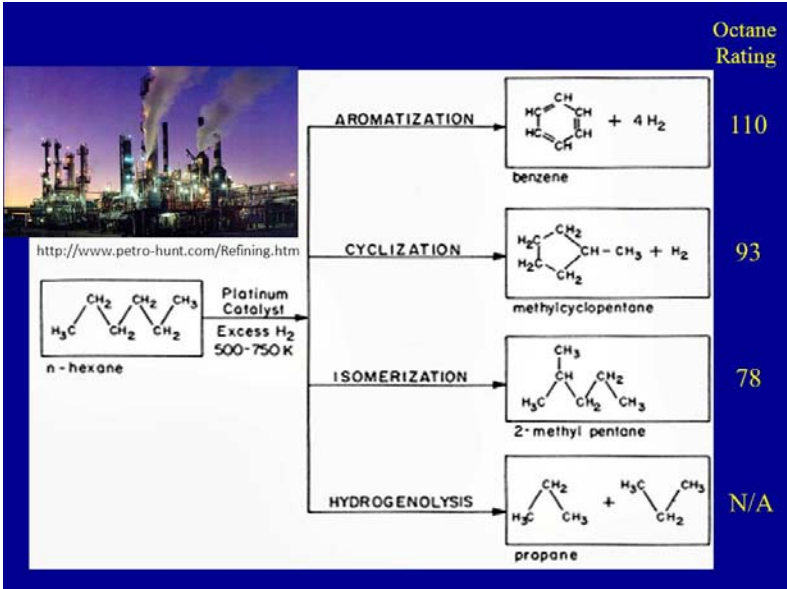 Octane
Rating
AROMATIZATION
CH
HC CH
HC CH
CH
+ 4H₂
benzene
110
http://www.petro-hunt.com/Refining.htm
CYCLIZATION
CH₂
H₂C
CH-CH₃ + H₂
H₂C
CH₂
methylcyclopentane
93
CH₂ CH₂ CH₃
H₃C CH₂ CH₂
n-hexane
Platinum
Catalyst
Excess H₂
500-750K
ISOMERIZATION
CH₃
CH CH₂
H₃C CH₂ CH₃
2-methyl pentane
78
HYDROGENOLYSIS
CH₂ + H₃C CH₃
H₃C CH₃ CH₂
propane
N/A